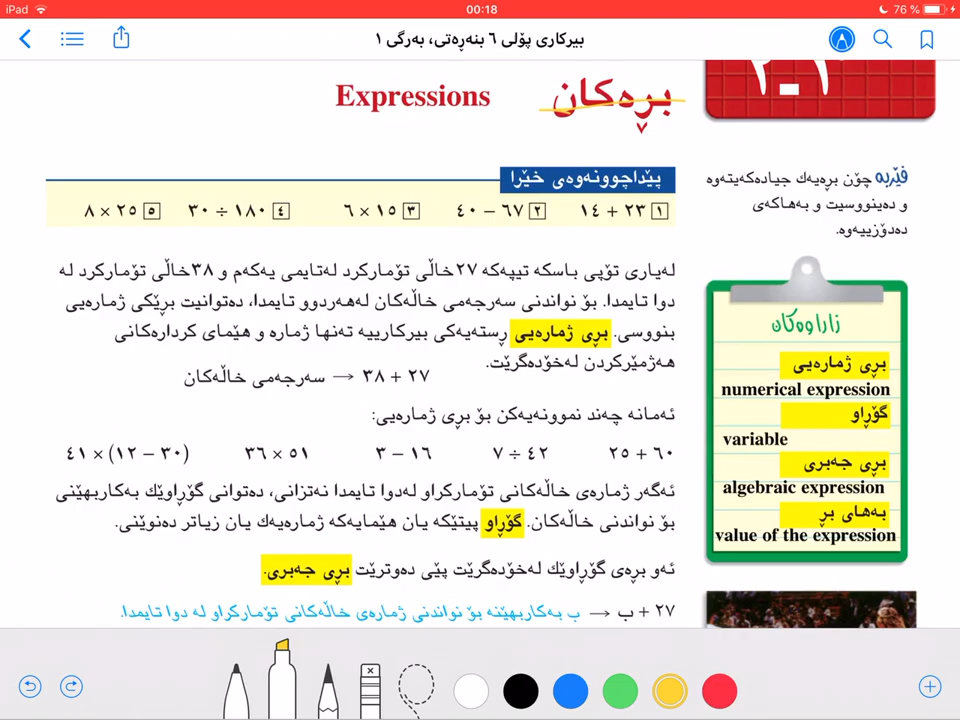 iPad 00:18 76 %
بیرکاری پۆلی ٦ بنەڕەتی، بەرگی ١
٢-١
بڕەکان Expressions
فێربە چۆن بڕەیەك جیادەکەیتەوە
و دەینووسیت و بەهاکەی
دەدۆزییەوە.
پێداچوونەوەی خێرا
١ ٢٣ + ١٤ ٢ ٦٧ − ٤٠ ٣ ١٥ × ٦ ٤ ١٨٠ ÷ ٣٠ ٥ ٢٥ × ٨
لەیاری تۆپی باسکە تیپەکە ٢٧خاڵی تۆمارکرد لەتایمی یەکەم و ٣٨خاڵی تۆمارکرد لە
دوا تایمدا. بۆ نواندنی سەرجەمی خاڵەکان لەهەردوو تایمدا، دەتوانیت بڕێکی ژمارەیی
بنووسی. بڕی ژمارەیی ڕستەیەکی بیرکارییە تەنها ژمارە و هێمای کردارەکانی
هەژمێرکردن لەخۆدەگرێت.
٢٧ + ٣٨ → سەرجەمی خاڵەکان
ئەمانە چەند نموونەیەکن بۆ بڕی ژمارەیی:
٦٠ + ٢٥ ٤٢ ÷ ٧ ١٦ − ٣ ٥١ × ٣٦ (٣٠ − ١٢) × ٤١
ئەگەر ژمارەی خاڵەکانی تۆمارکراو لەدوا تایمدا نەتزانی، دەتوانی گۆڕاوێك بەکاربهێنی
بۆ نواندنی خاڵەکان. گۆڕاو پیتێکە یان هێمایەکە ژمارەیەك یان زیاتر دەنوێنی.
ئەو بڕەی گۆڕاوێك لەخۆدەگرێت پێی دەوترێت بڕی جەبری.
٢٧ + ب → ب بەکاربهێنە بۆ نواندنی ژمارەی خاڵەکانی تۆمارکراو لە دوا تایمدا.
زاراوەکان
بڕی ژمارەیی
numerical expression
گۆڕاو
variable
بڕی جەبری
algebraic expression
بەهای بڕ
value of the expression